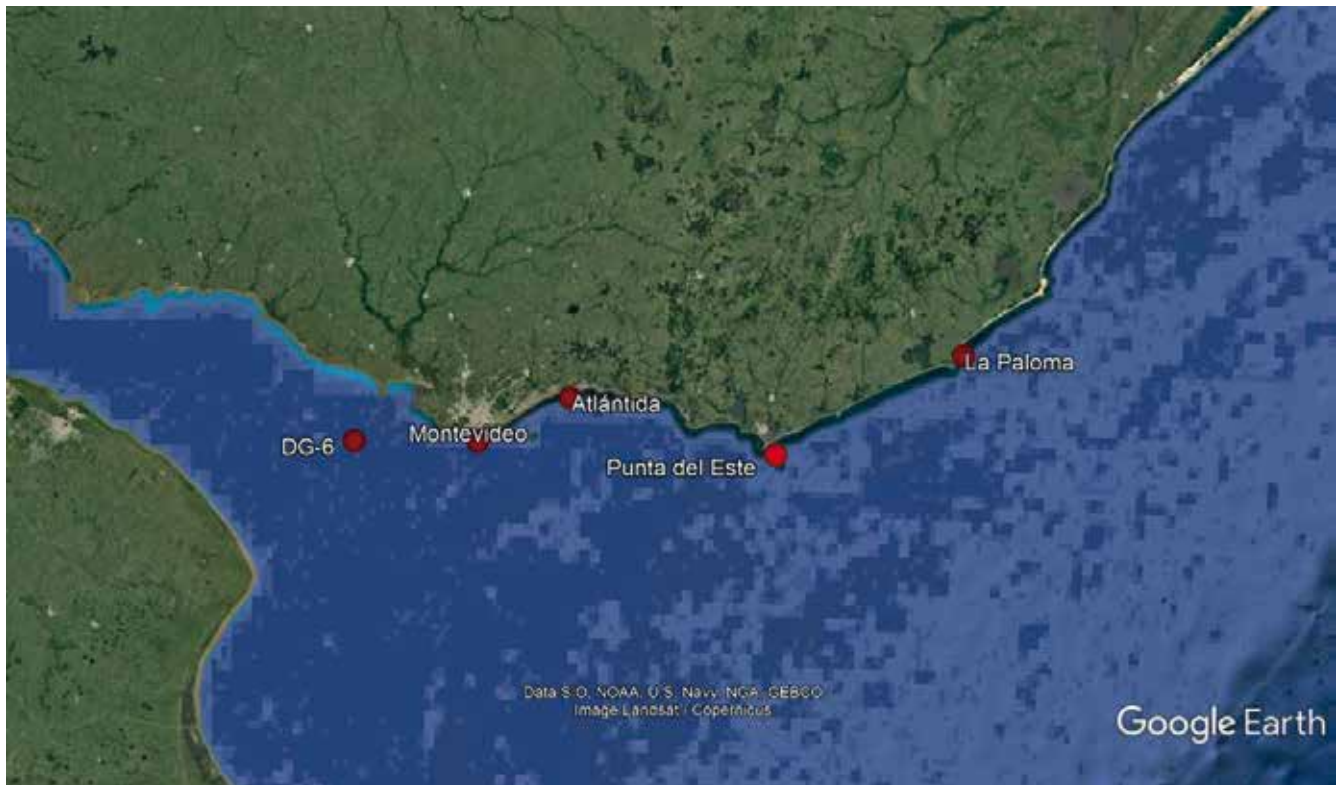 La Paloma
Atlántida
Montevideo
DG-6
Punta del Este
Data S.O, NOAA, U.S. Navy, NGA, GEBCO
Image Landsat / Copernicus
Google Earth